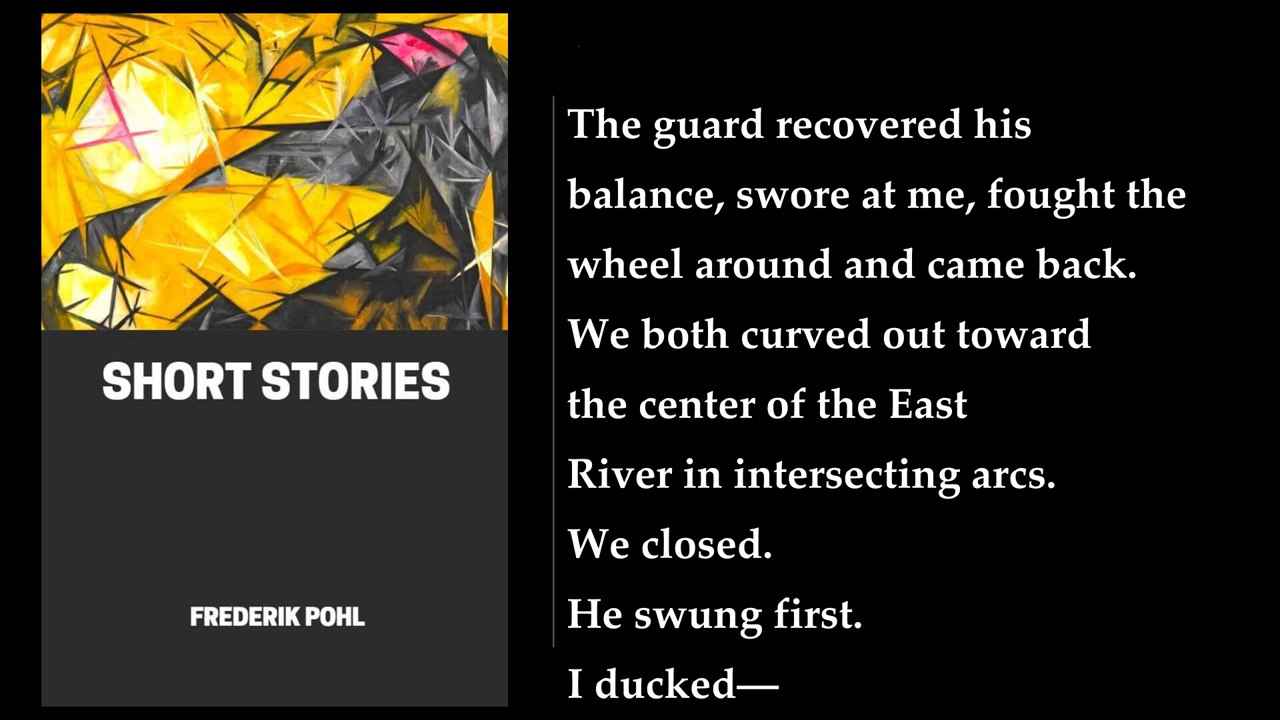 SHORT STORIES
FREDERIK POHL
The guard recovered his
balance, swore at me, fought the
wheel around and came back.
We both curved out toward
the center of the East
River in intersecting arcs.
We closed.
He swung first.
I ducked—